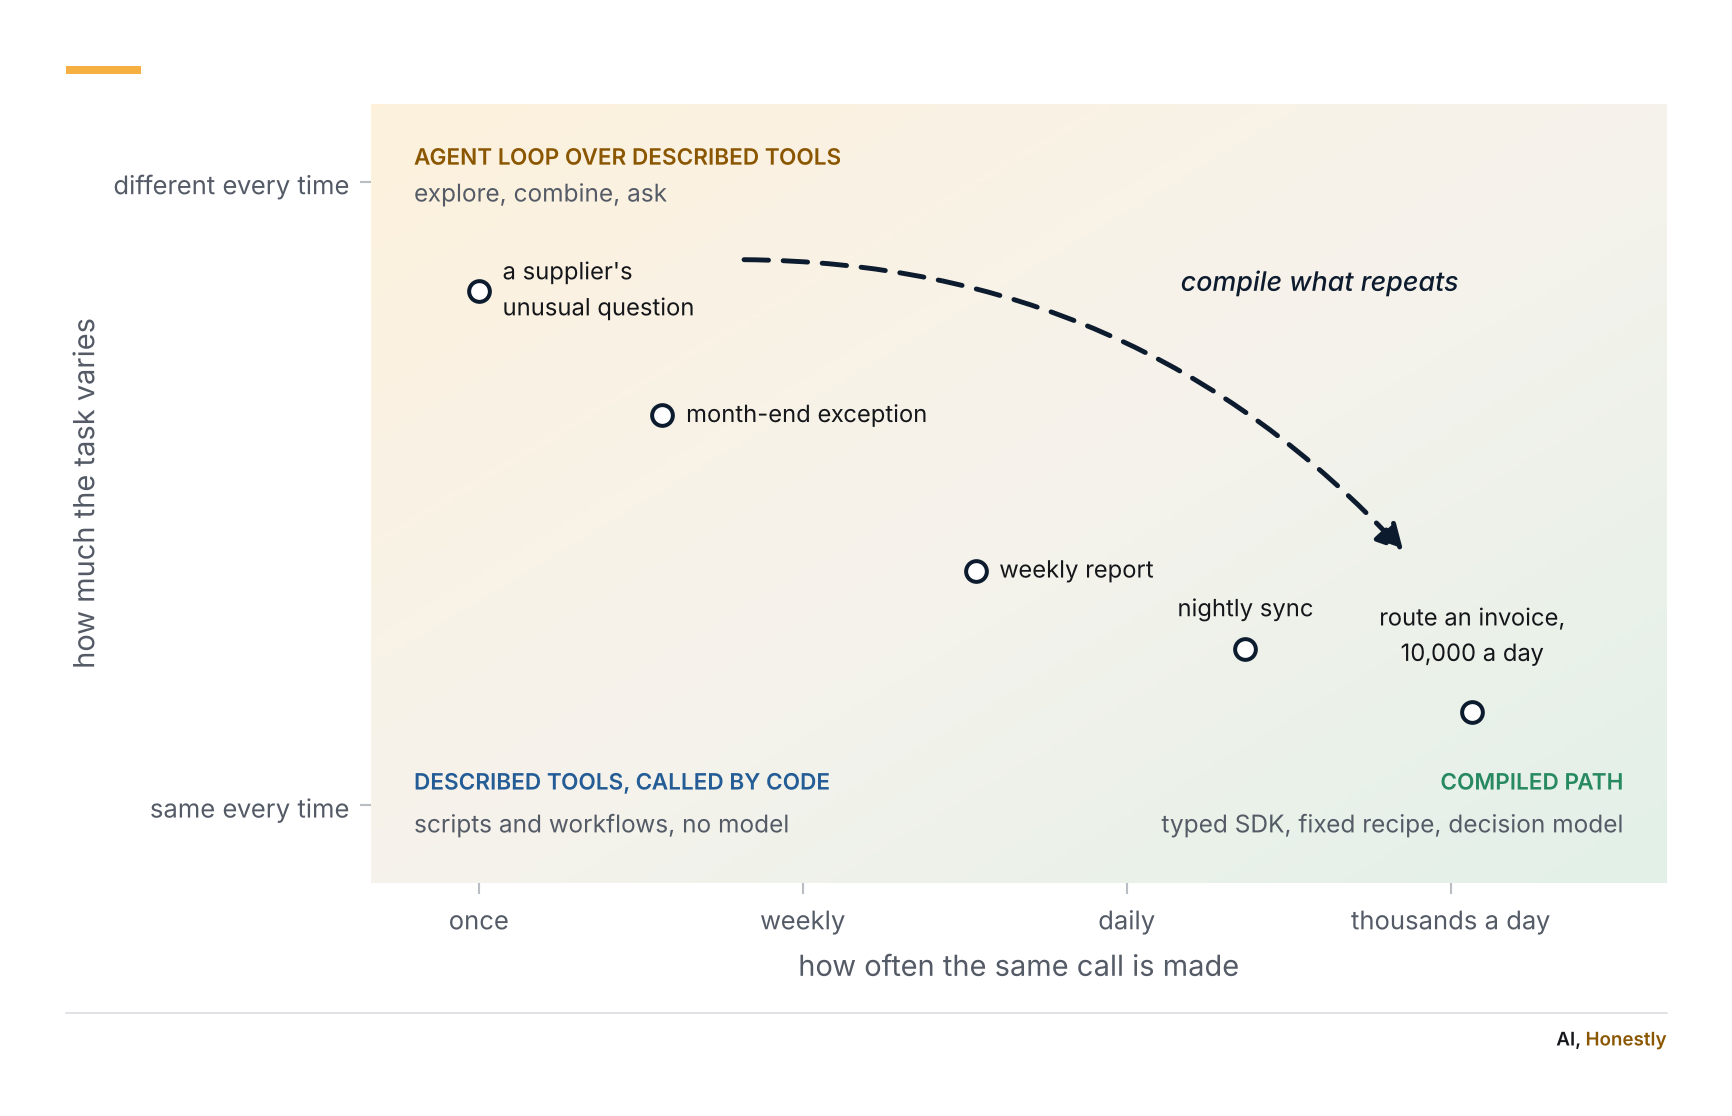 AGENT LOOP OVER DESCRIBED TOOLS
explore, combine, ask
different every time
a supplier's
unusual question
compile what repeats
how much the task varies
month-end exception
weekly report
nightly sync
route an invoice,
10,000 a day
DESCRIBED TOOLS, CALLED BY CODE
scripts and workflows, no model
COMPILED PATH
typed SDK, fixed recipe, decision model
same every time
once
weekly
daily
thousands a day
how often the same call is made
AI, Honestly